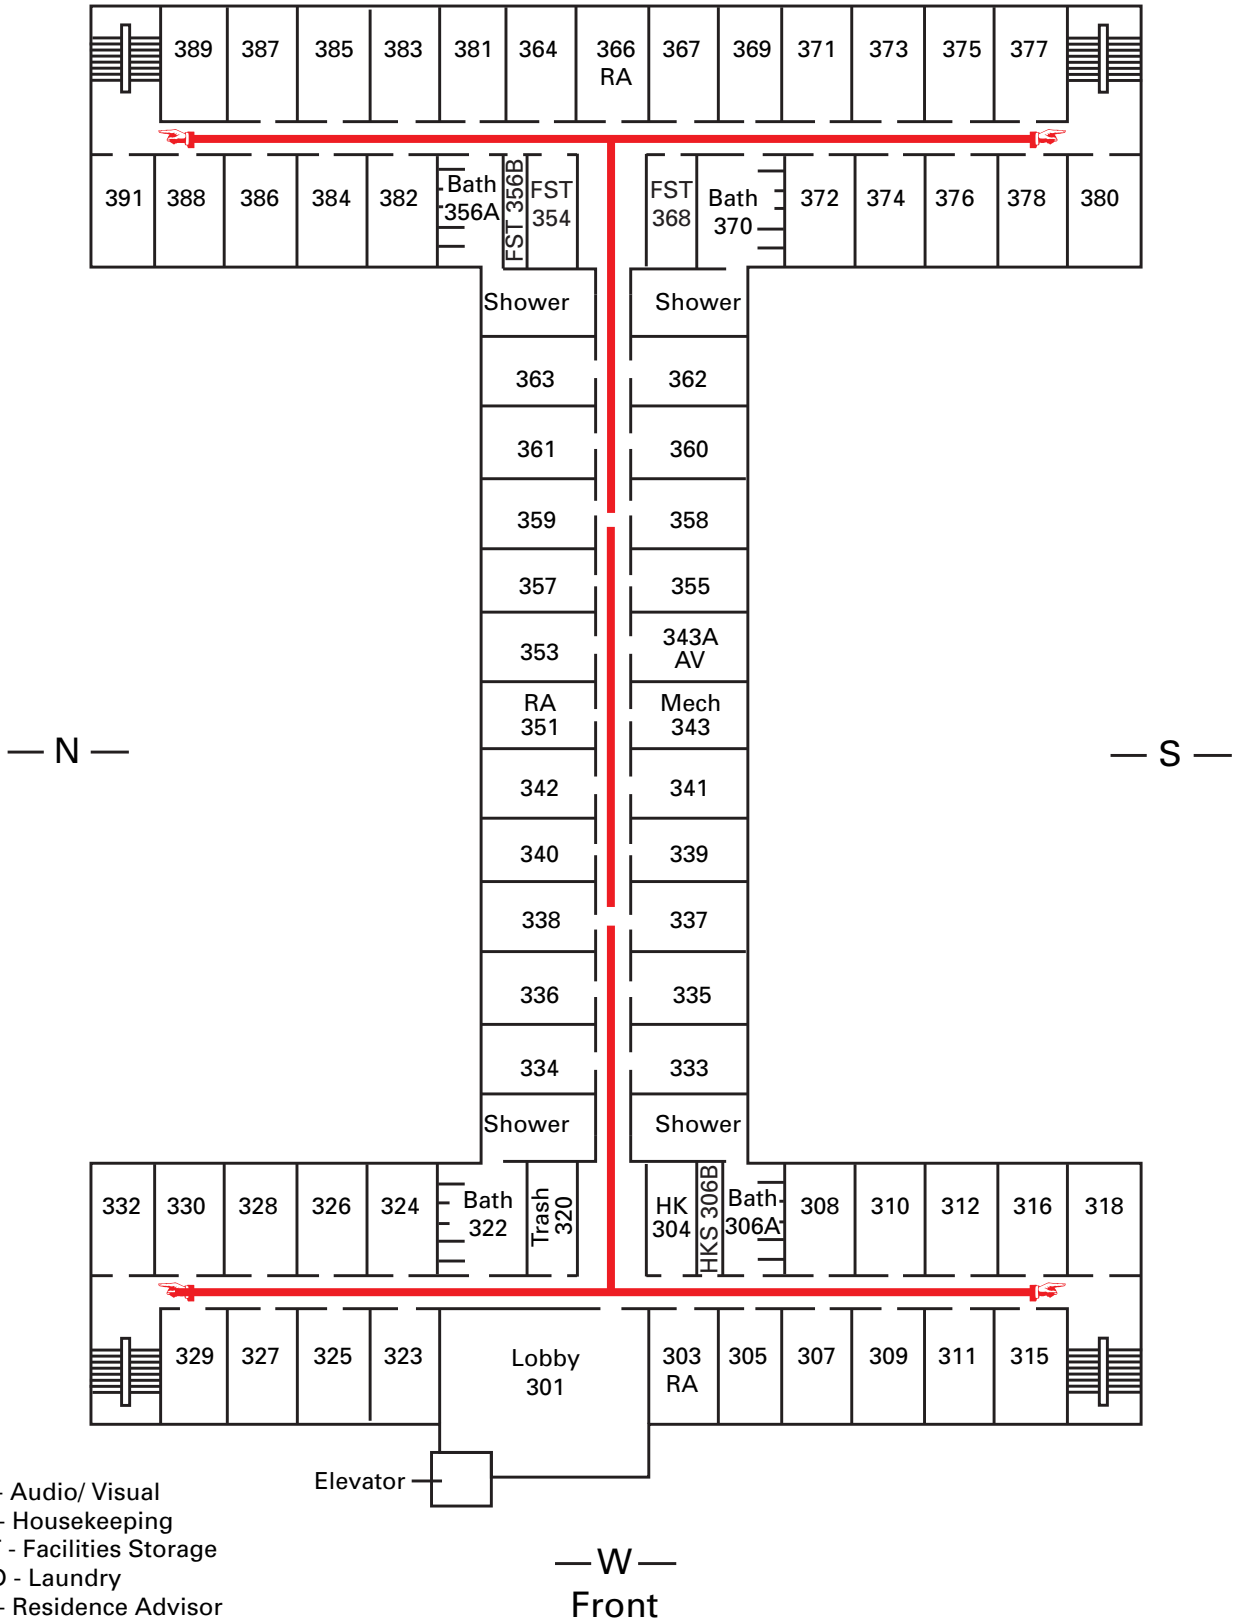 389 387 385 383 381 364 366 367 369 371 373 375 377
RA
391 388 386 384 382 Bath 356A FST 356B FST 354 FST 368 Bath 370 372 374 376 378 380
Shower Shower
363 362
361 360
359 358
357 355
353 343A AV
RA 351 Mech 343
— N — — S —
342 341
340 339
338 337
336 335
334 333
Shower Shower
332 330 328 326 324 Bath 322 Trash 320 HK 304 HKS 306B Bath 306A 308 310 312 316 318
329 327 325 323 Lobby 301 303 RA 305 307 309 311 315
Elevator
- Audio/ Visual
- Housekeeping
- Facilities Storage
- Laundry
- Residence Advisor
— W —
Front